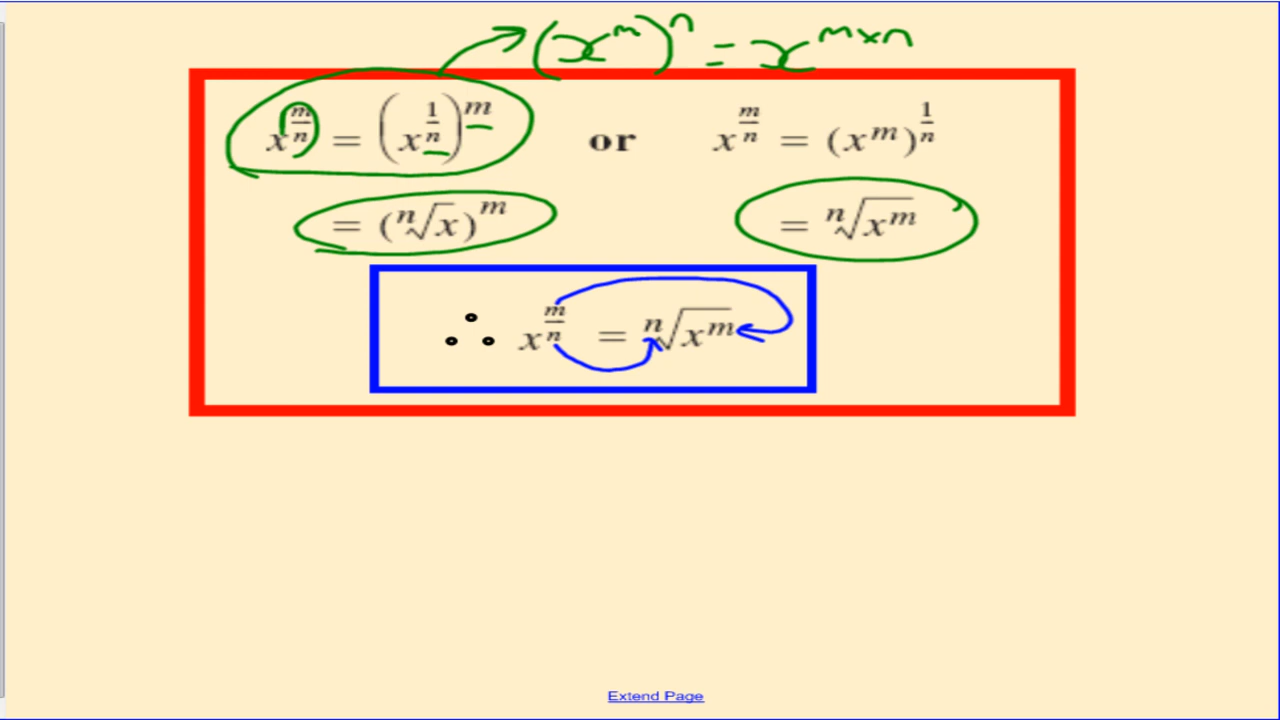 (x^m)^n = x^{m×n}
x^{m/n} = (x^{1/n})^m or x^{m/n} = (x^m)^{1/n}
= (ⁿ√x)^m = ⁿ√x^m
∴ x^{m/n} = ⁿ√x^m
Extend Page